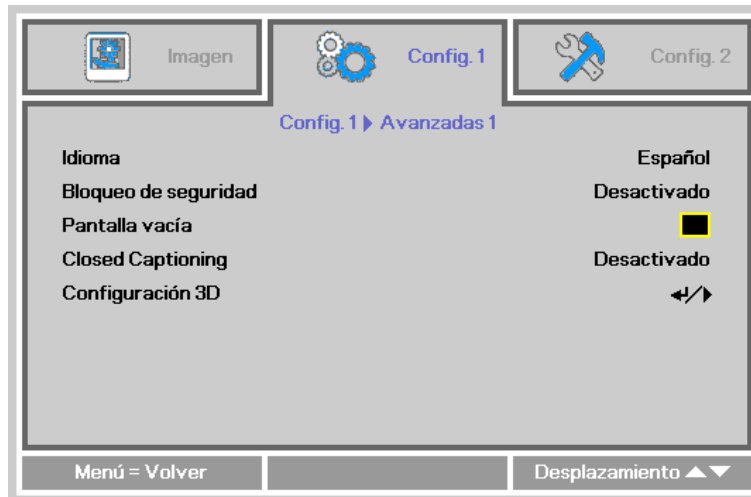 Imagen
Config. 1
Config. 2
Config. 1 ▶ Avanzadas 1
Idioma Español
Bloqueo de seguridad Desactivado
Pantalla vacía
Closed Captioning Desactivado
Configuración 3D ↵/▶
Menú = Volver
Desplazamiento ▲▼